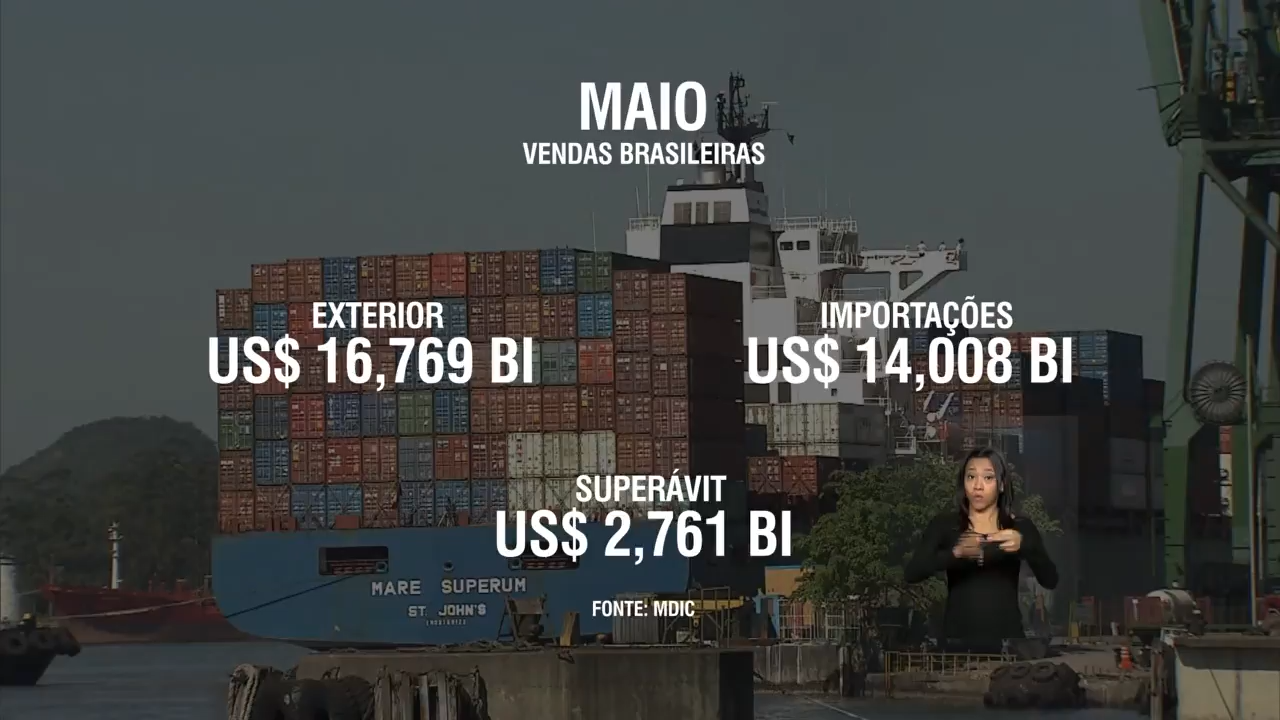 MAIO
VENDAS BRASILEIRAS
EXTERIOR
US$ 16,769 BI
IMPORTAÇÕES
US$ 14,008 BI
SUPERÁVIT
US$ 2,761 BI
MARE SUPERUM
ST. JOHN'S
FONTE: MDIC